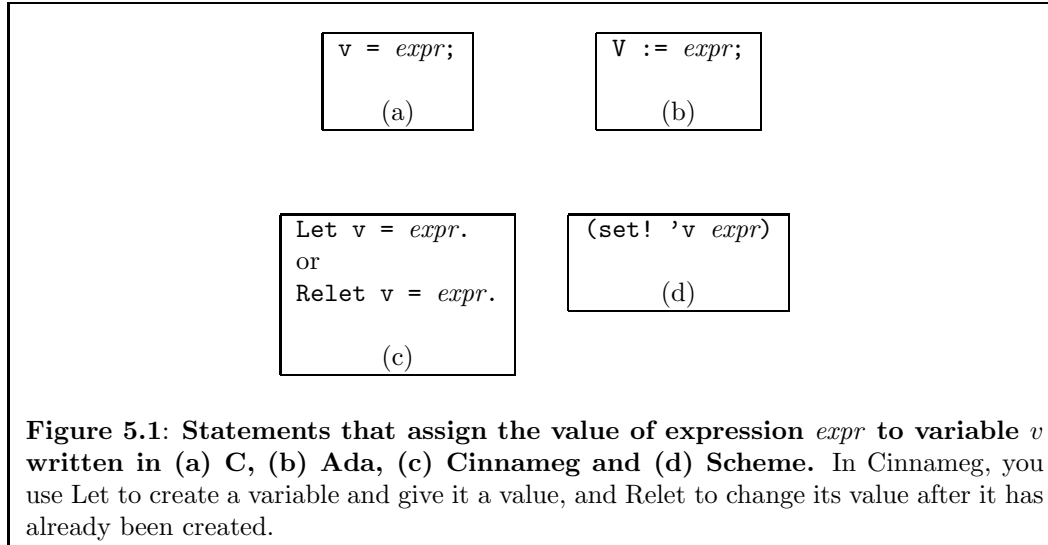 v = expr;
(a)
V := expr;
(b)
Let v = expr.
or
Relet v = expr.
(c)
(set! ’v expr)
(d)
Figure 5.1: Statements that assign the value of expression expr to variable v
written in (a) C, (b) Ada, (c) Cinnameg and (d) Scheme. In Cinnameg, you
use Let to create a variable and give it a value, and Relet to change its value after it has
already been created.